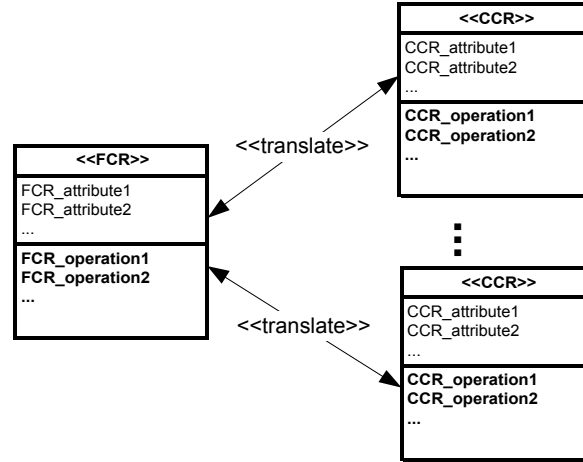 <<CCR>>
CCR_attribute1
CCR_attribute2
...
CCR_operation1
CCR_operation2
...
<<translate>>
<<FCR>>
FCR_attribute1
FCR_attribute2
...
FCR_operation1
FCR_operation2
...
<<translate>>
<<CCR>>
CCR_attribute1
CCR_attribute2
...
CCR_operation1
CCR_operation2
...